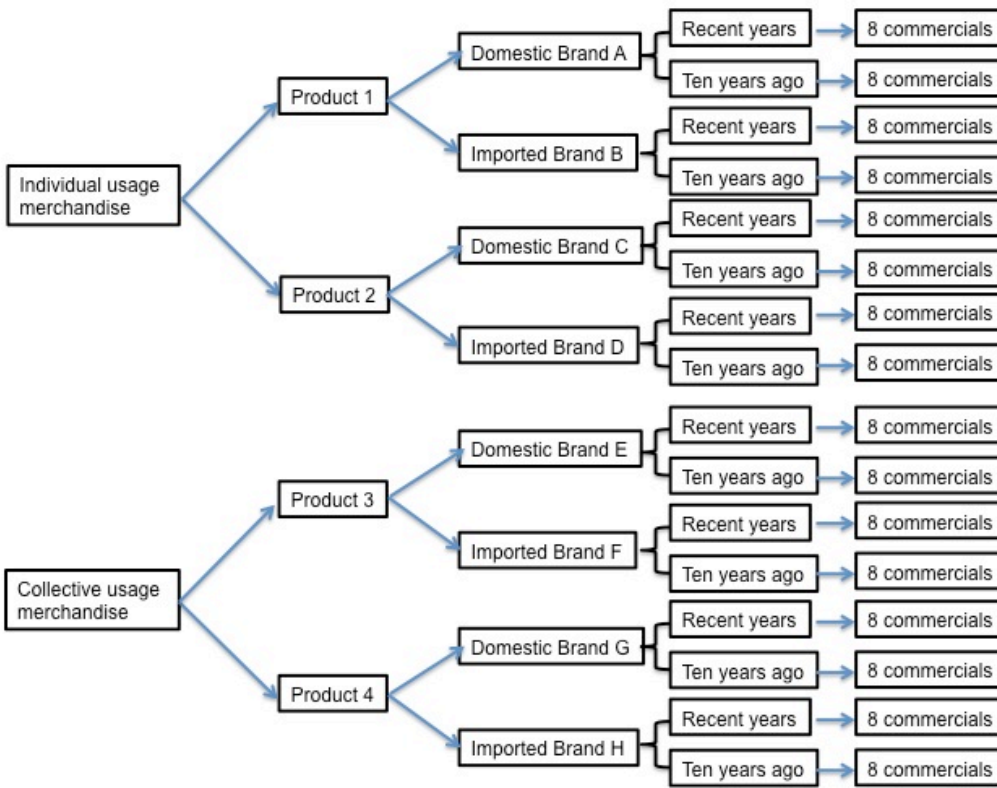 Individual usage
merchandise
Product 1
Domestic Brand A
Recent years
8 commercials
Ten years ago
8 commercials
Imported Brand B
Recent years
8 commercials
Ten years ago
8 commercials
Product 2
Domestic Brand C
Recent years
8 commercials
Ten years ago
8 commercials
Imported Brand D
Recent years
8 commercials
Ten years ago
8 commercials
Collective usage
merchandise
Product 3
Domestic Brand E
Recent years
8 commercials
Ten years ago
8 commercials
Imported Brand F
Recent years
8 commercials
Ten years ago
8 commercials
Product 4
Domestic Brand G
Recent years
8 commercials
Ten years ago
8 commercials
Imported Brand H
Recent years
8 commercials
Ten years ago
8 commercials